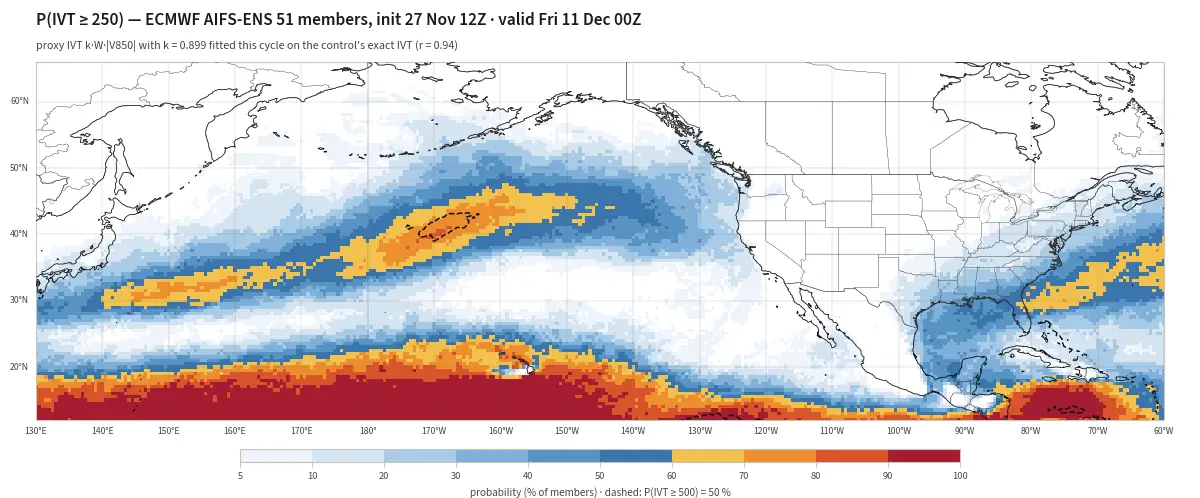 P(IVT ≥ 250) — ECMWF AIFS-ENS 51 members, init 27 Nov 12Z · valid Fri 11 Dec 00Z
proxy IVT k·W·|V850| with k = 0.899 fitted this cycle on the control's exact IVT (r = 0.94)
60°N
50°N
40°N
30°N
20°N
130°E 140°E 150°E 160°E 170°E 180° 170°W 160°W 150°W 140°W 130°W 120°W 110°W 100°W 90°W 80°W 70°W 60°W
5 10 20 30 40 50 60 70 80 90 100
probability (% of members) · dashed: P(IVT ≥ 500) = 50 %